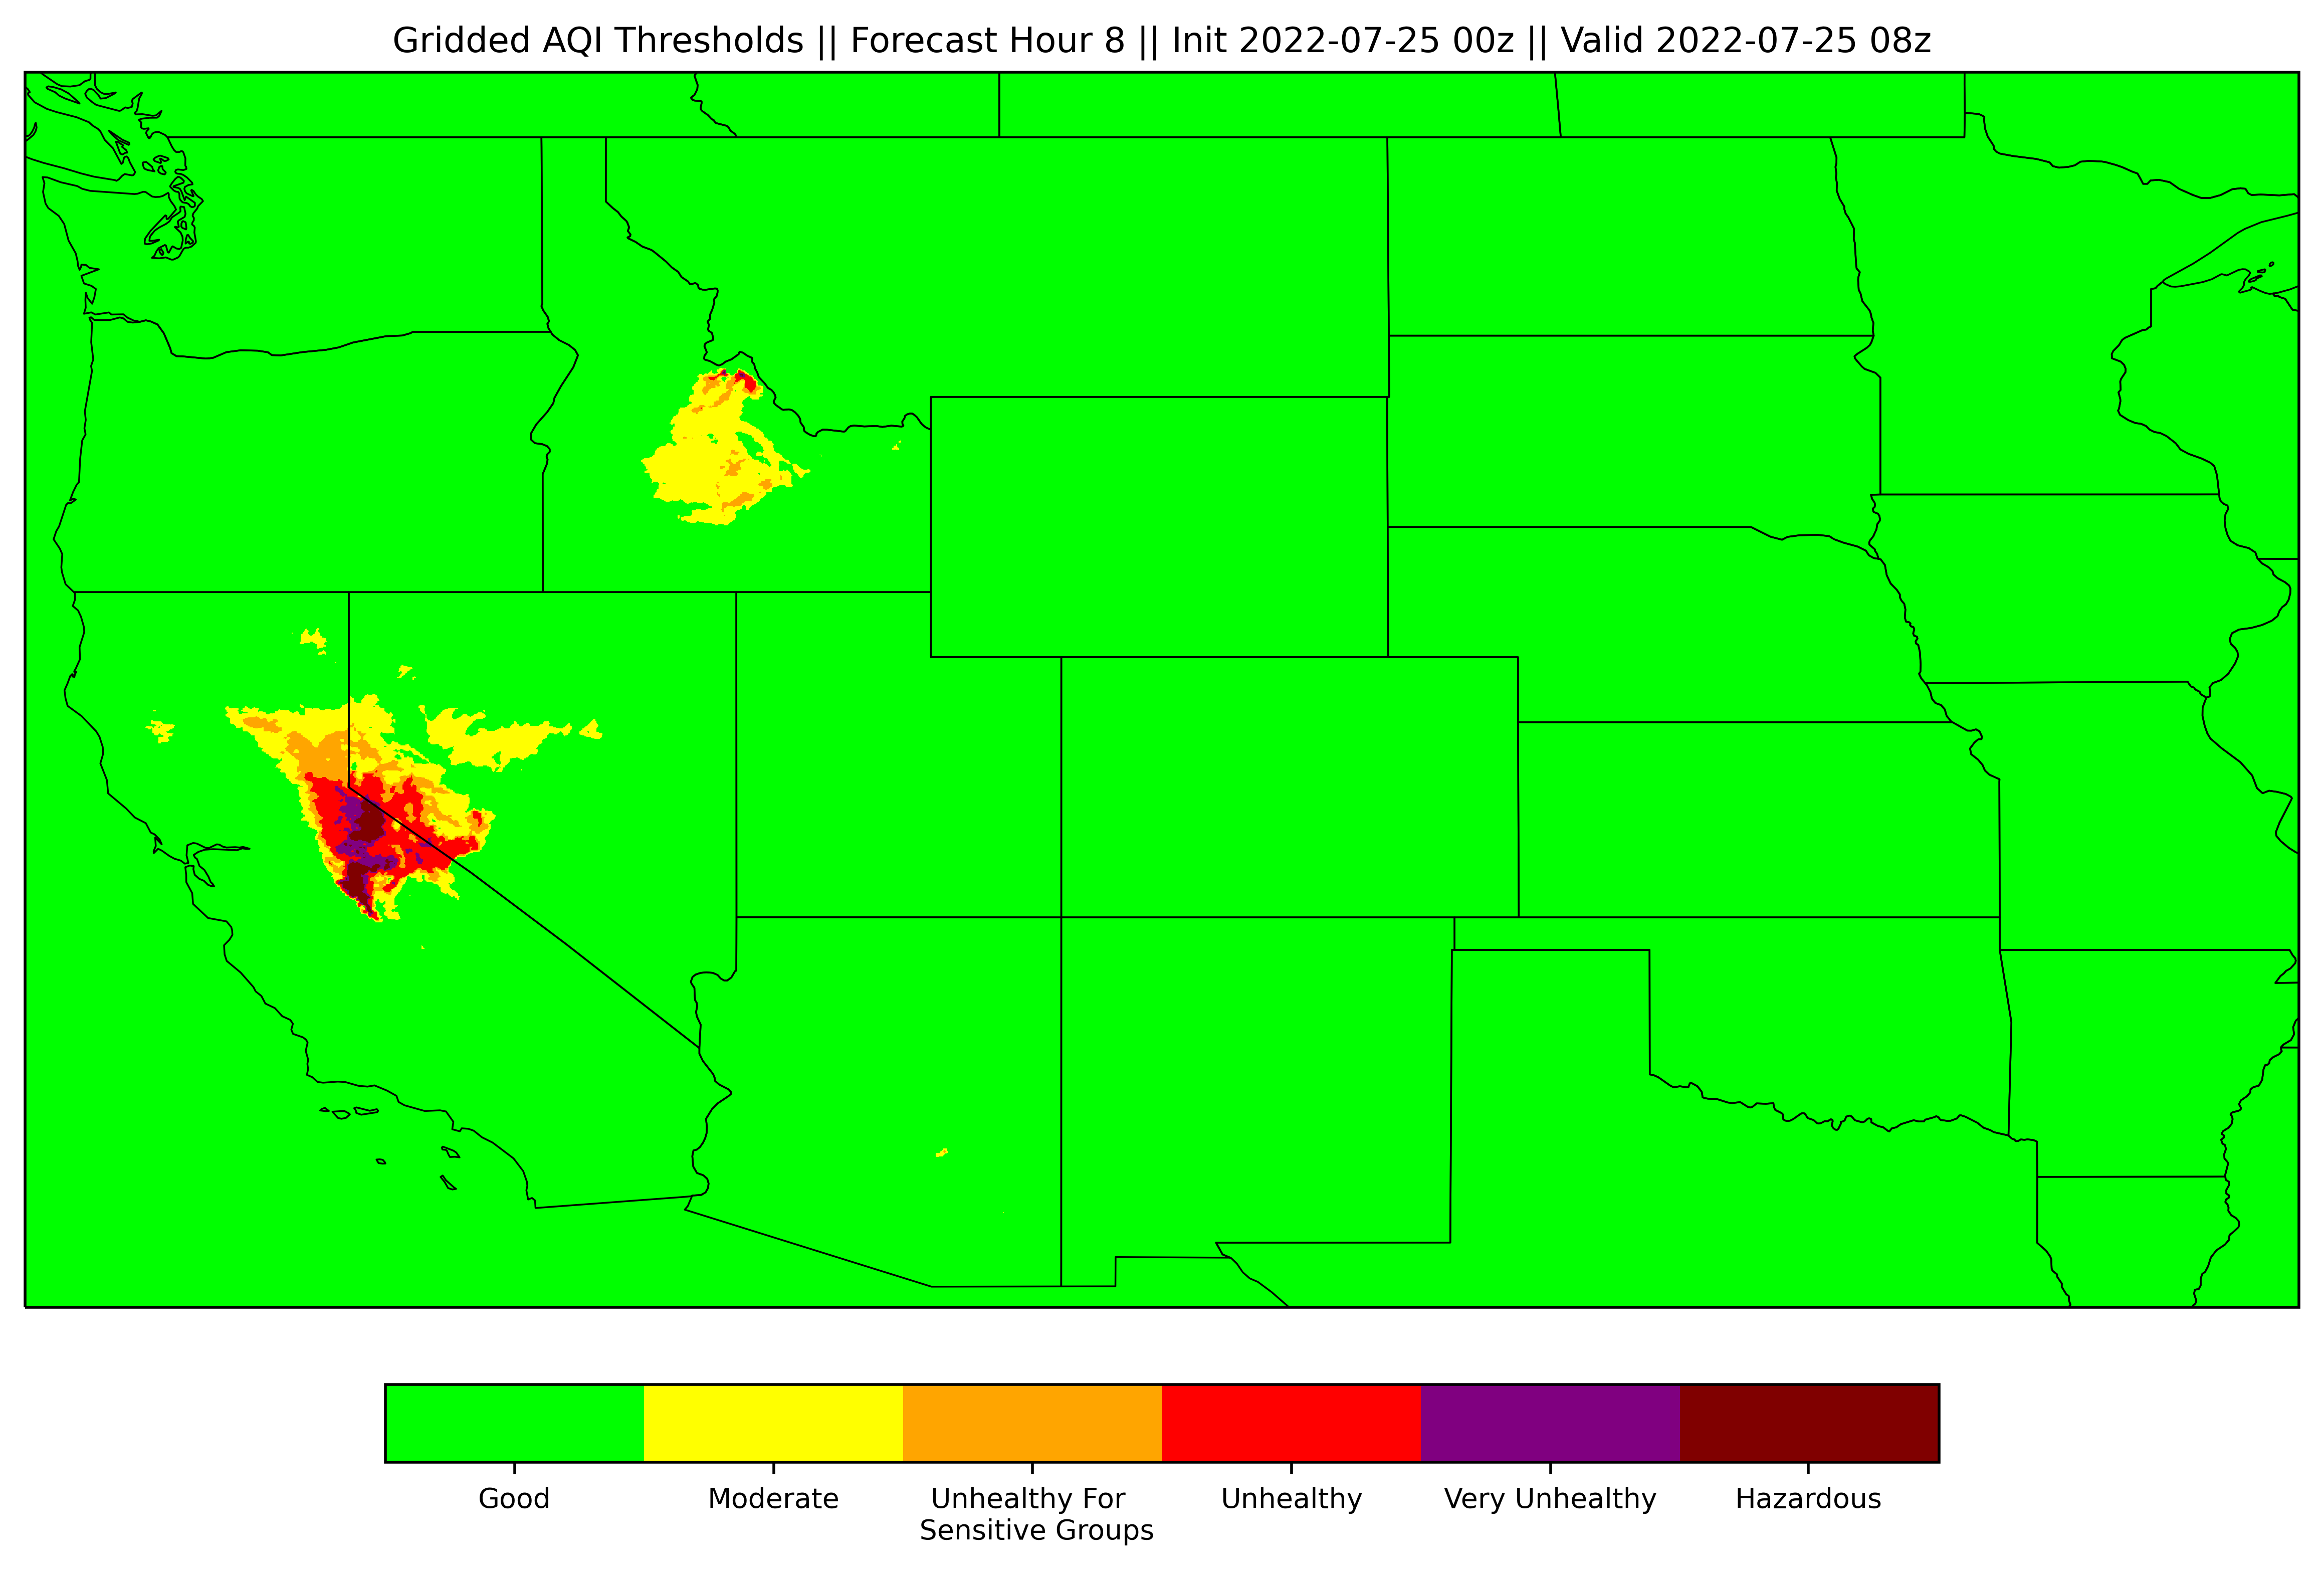 Gridded AQI Thresholds || Forecast Hour 8 || Init 2022-07-25 00z || Valid 2022-07-25 08z
Good Moderate Unhealthy For Unhealthy Very Unhealthy Hazardous
Sensitive Groups